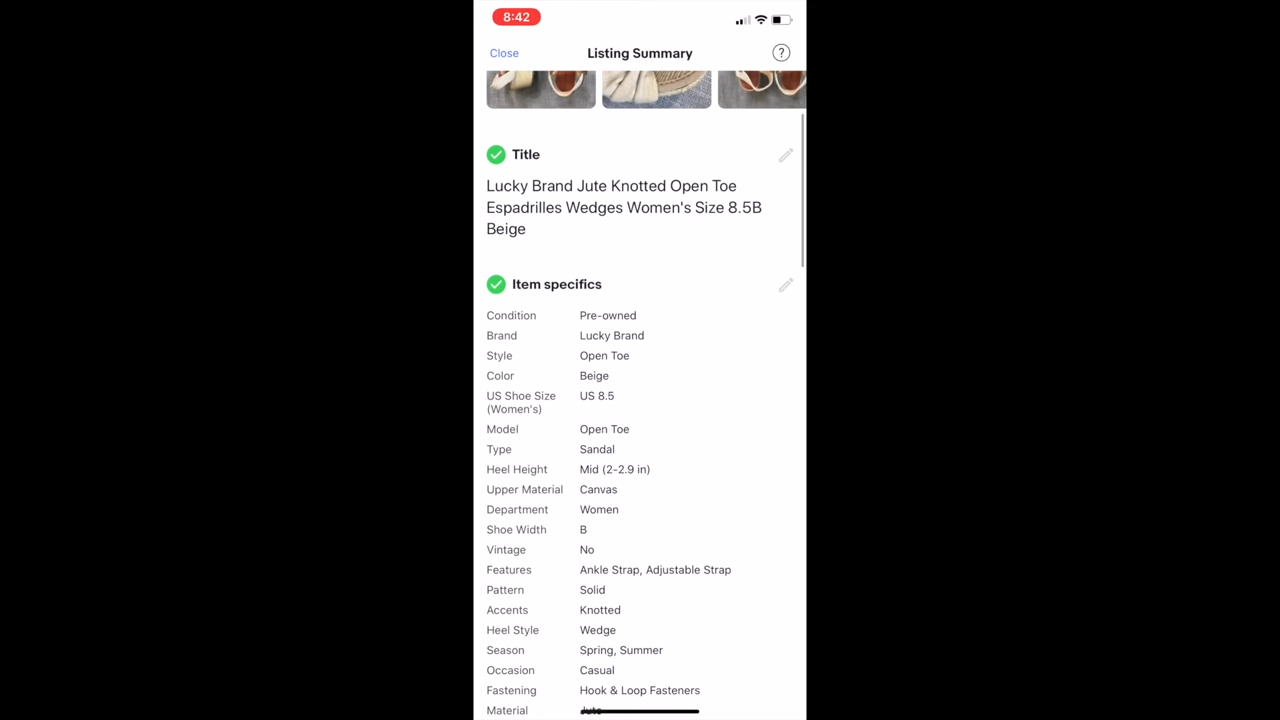 8:42
Close
Listing Summary
?
Title
Lucky Brand Jute Knotted Open Toe
Espadrilles Wedges Women's Size 8.5B
Beige
Item specifics
Condition Pre-owned
Brand Lucky Brand
Style Open Toe
Color Beige
US Shoe Size US 8.5
(Women's)
Model Open Toe
Type Sandal
Heel Height Mid (2-2.9 in)
Upper Material Canvas
Department Women
Shoe Width B
Vintage No
Features Ankle Strap, Adjustable Strap
Pattern Solid
Accents Knotted
Heel Style Wedge
Season Spring, Summer
Occasion Casual
Fastening Hook & Loop Fasteners
Material Jute